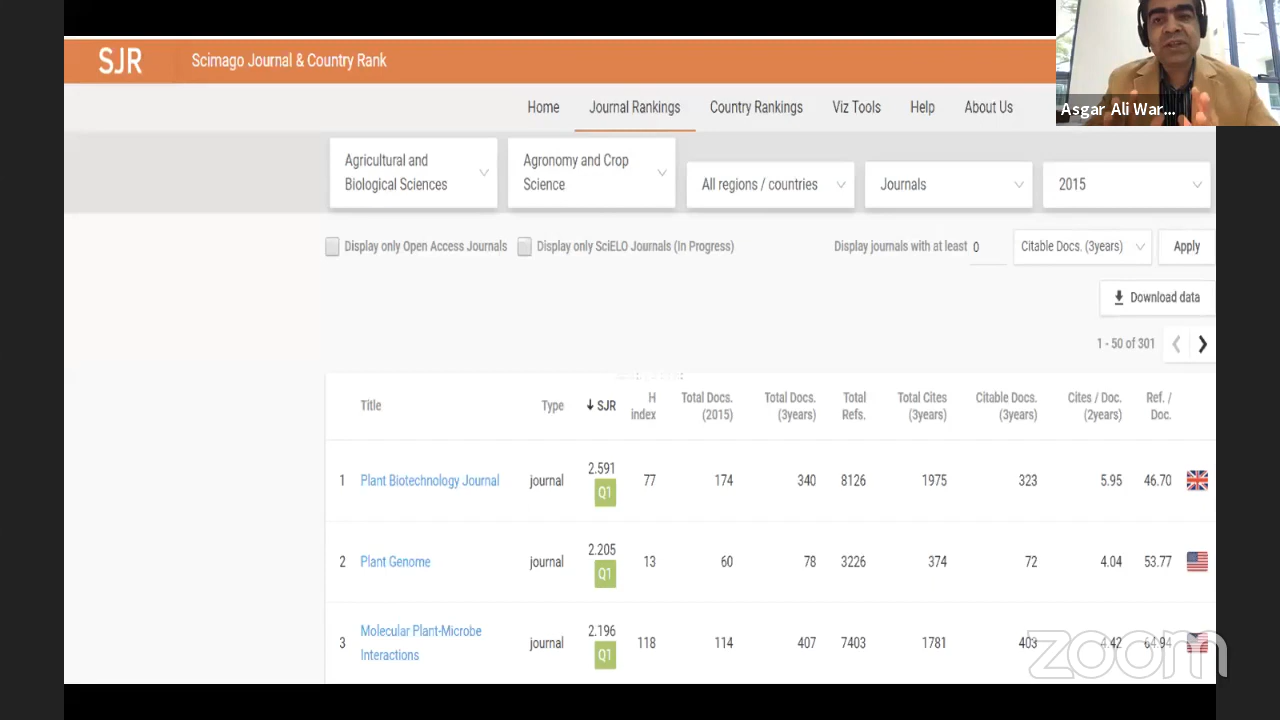 SJR Scimago Journal & Country Rank
Home Journal Rankings Country Rankings Viz Tools Help About Us
Asgar Ali War...
Agricultural and
Biological Sciences
Agronomy and Crop
Science
All regions / countries
Journals
2015
Display only Open Access Journals Display only SciELO Journals (In Progress) Display journals with at least 0 Citable Docs. (3years) Apply
Download data
1 - 50 of 301
Title Type SJR H index Total Docs. (2015) Total Docs. (3years) Total Refs. Total Cites (3years) Citable Docs. (3years) Cites / Doc. (2years) Ref. / Doc.
1 Plant Biotechnology Journal journal 2.591 Q1 77 174 340 8126 1975 323 5.95 46.70
2 Plant Genome journal 2.205 Q1 13 60 78 3226 374 72 4.04 53.77
3 Molecular Plant-Microbe Interactions journal 2.196 Q1 118 114 407 7403 1781 403 4.42 64.94
zoom